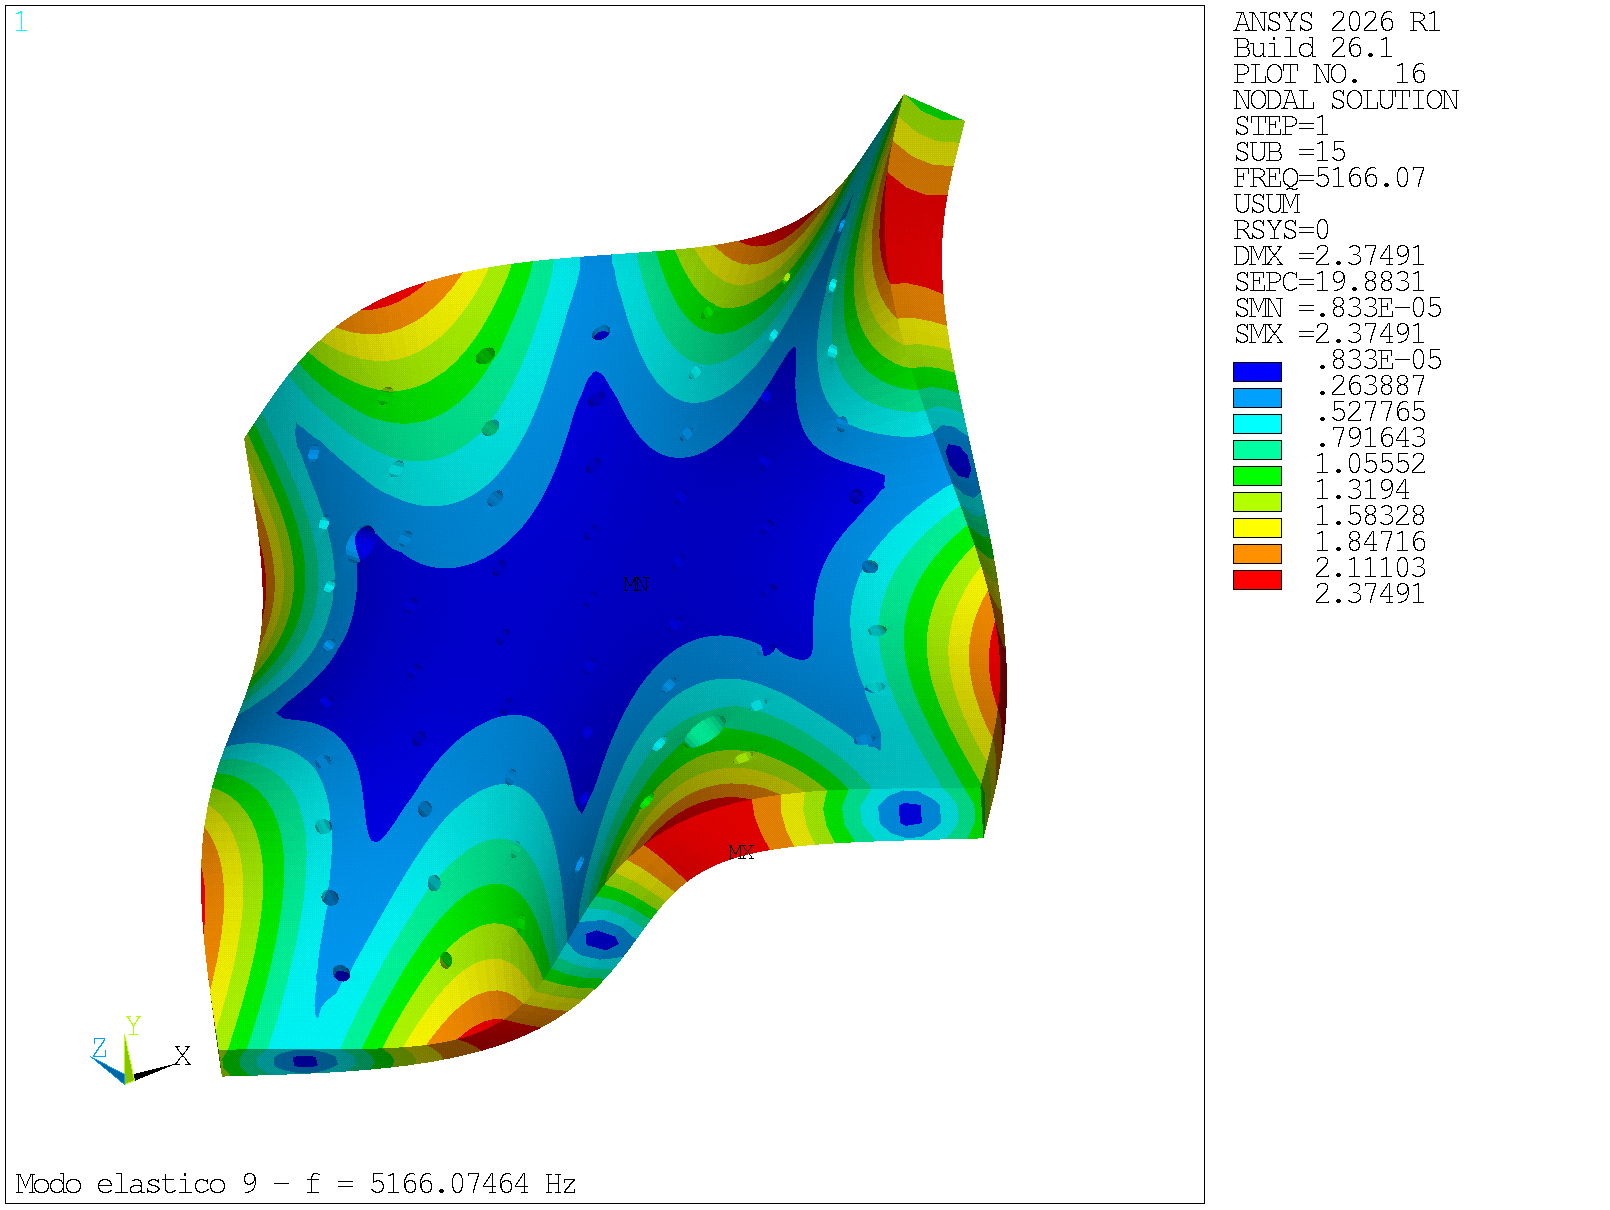 1
ANSYS 2026 R1
Build 26.1
PLOT NO. 16
NODAL SOLUTION
STEP=1
SUB =15
FREQ=5166.07
USUM
RSYS=0
DMX =2.37491
SEPC=19.8831
SMN =.833E-05
SMX =2.37491
.833E-05
.263887
.527765
.791643
1.05552
1.3194
1.58328
1.84716
2.11103
2.37491
MN
MX
Y
Z
X
Modo elastico 9 - f = 5166.07464 Hz